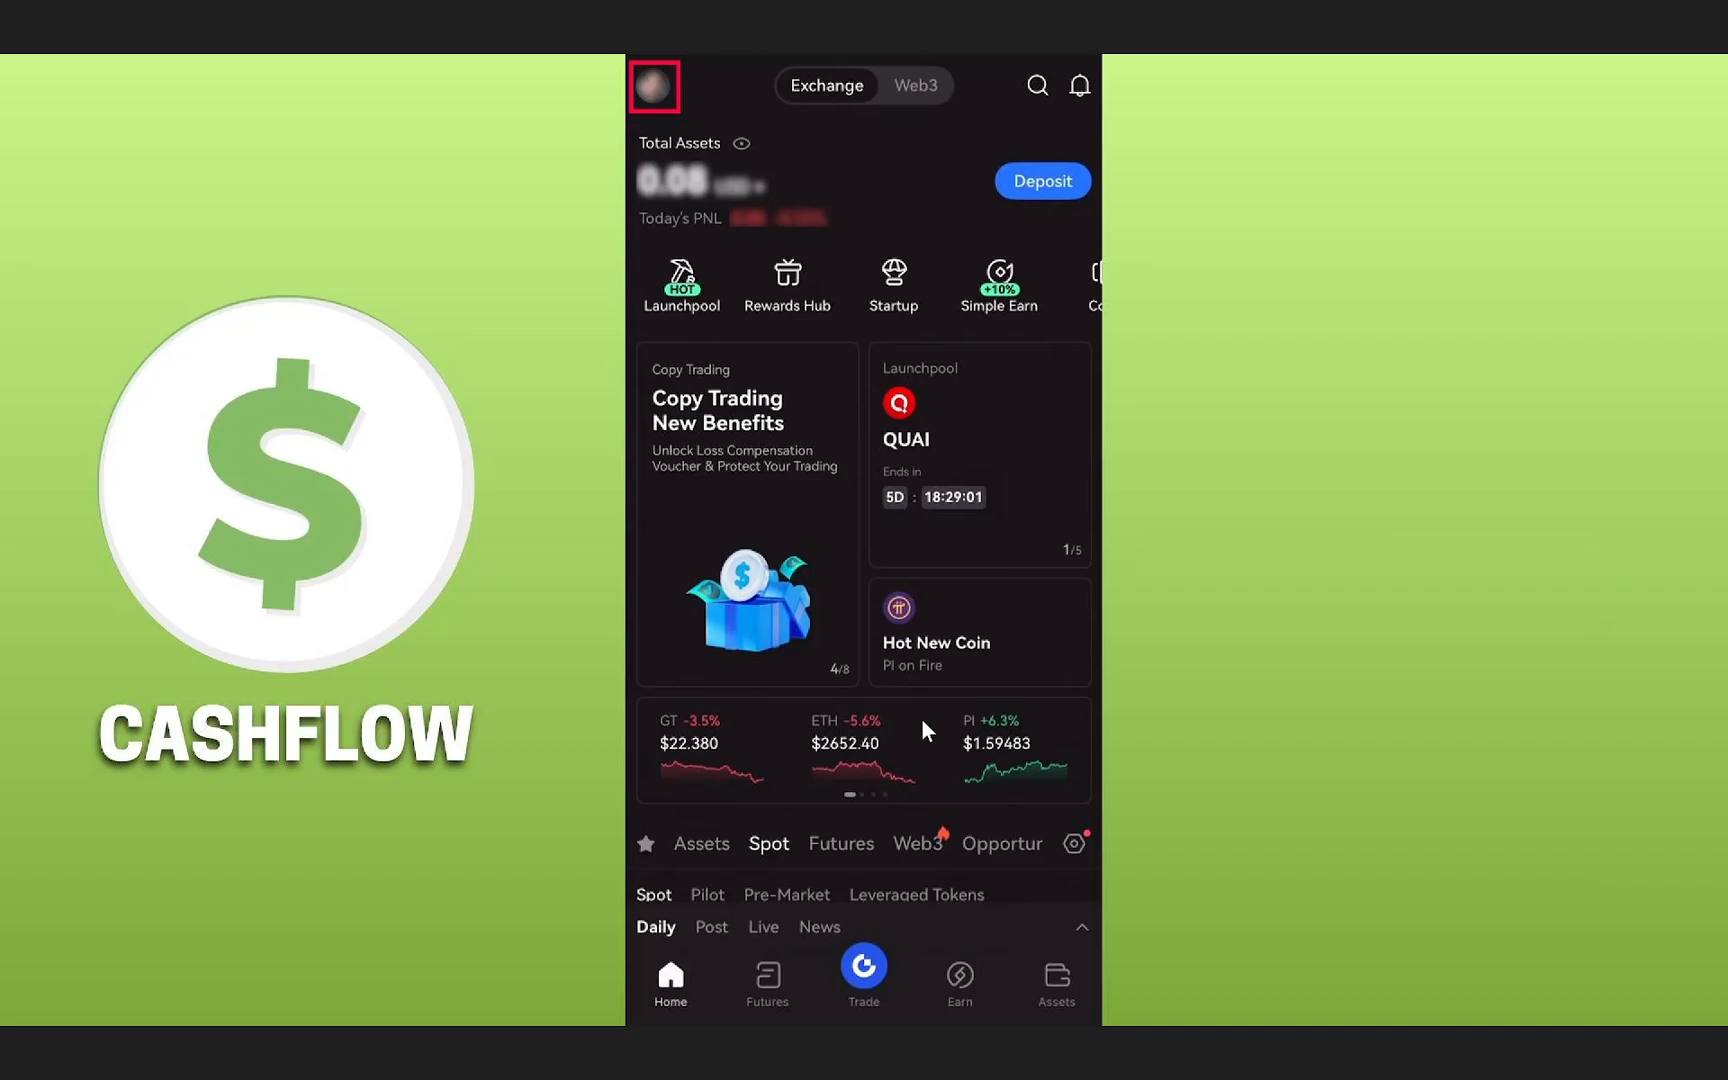 Exchange Web3
Total Assets
Deposit
Today's PNL
HOT
+10%
Launchpool Rewards Hub Startup Simple Earn Co
Copy Trading
Copy Trading
New Benefits
Unlock Loss Compensation
Voucher & Protect Your Trading
4/8
Launchpool
QUAI
Ends in
5D : 18:29:01
1/5
Hot New Coin
PI on Fire
GT -3.5% ETH -5.6% PI +6.3%
$22.380 $2652.40 $1.59483
Assets Spot Futures Web3 Opportur
Spot Pilot Pre-Market Leveraged Tokens
Daily Post Live News
Home Futures Trade Earn Assets
$
CASHFLOW